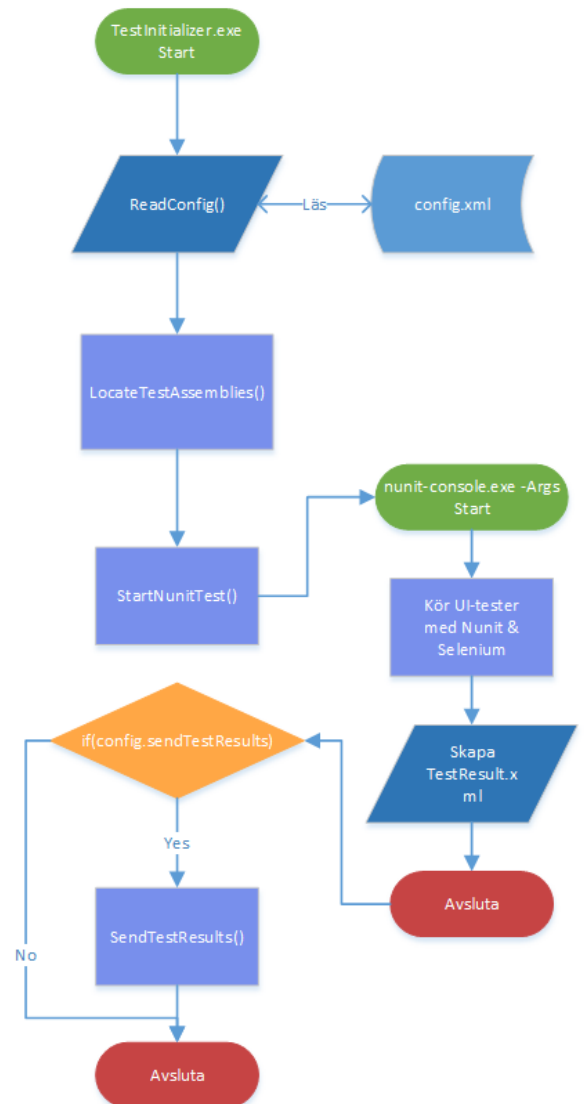 TestInitializer.exe
Start
ReadConfig()
Läs
config.xml
LocateTestAssemblies()
nunit-console.exe -Args
Start
StartNunitTest()
Kör UI-tester
med Nunit &
Selenium
if(config.sendTestResults)
Skapa
TestResult.x
ml
Yes
Avsluta
SendTestResults()
No
Avsluta